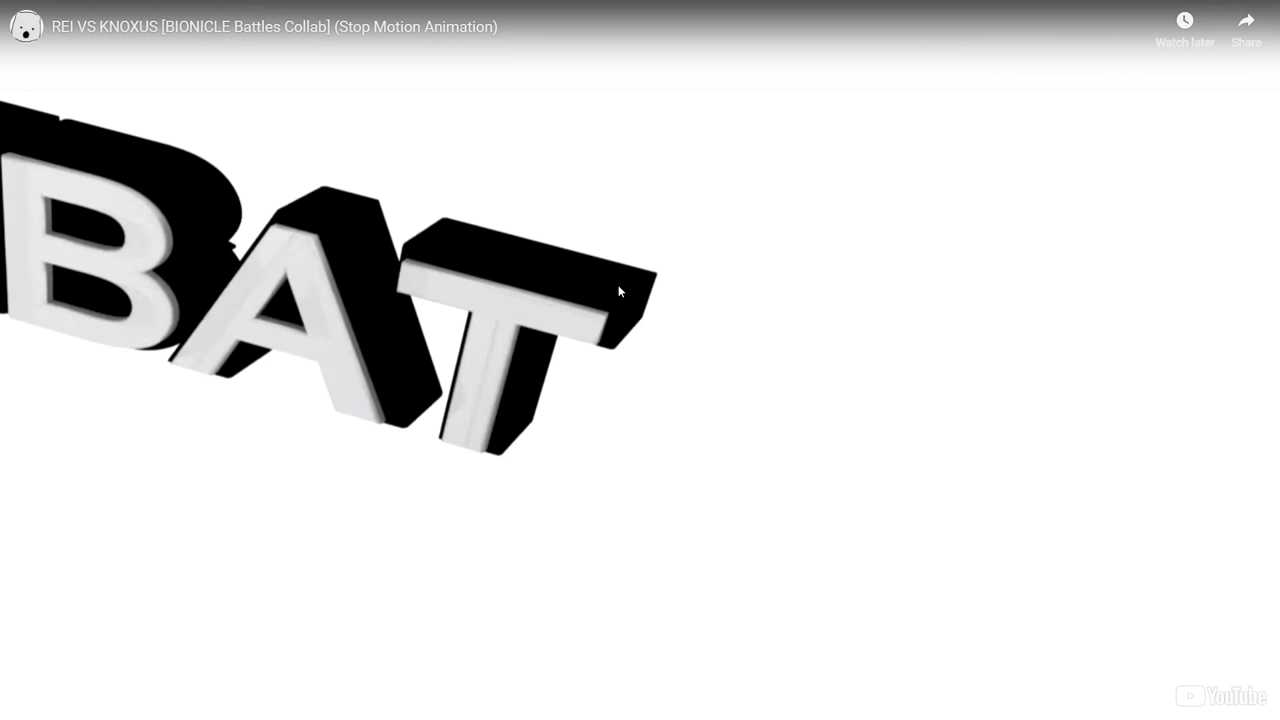 REI VS KNOXUS [BIONICLE Battles Collab] (Stop Motion Animation)
Watch later
Share
BAT
YouTube